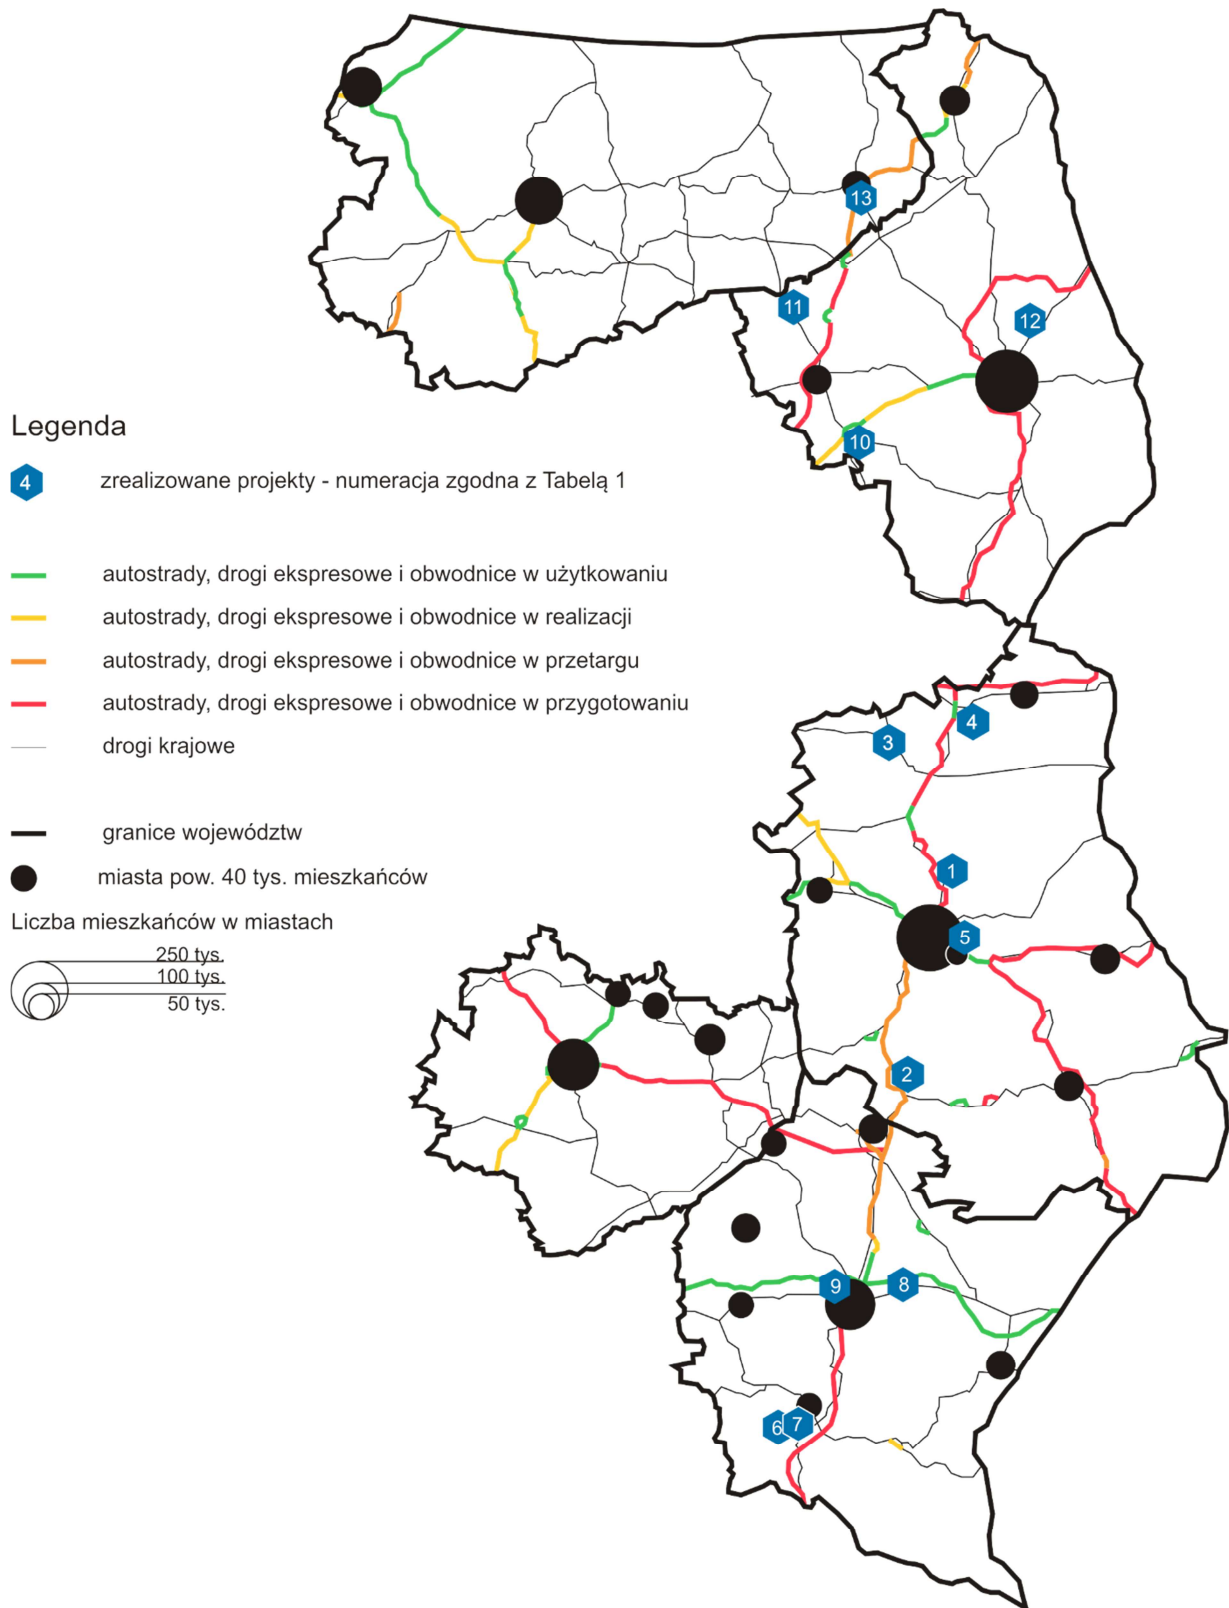 13
11
12
10
Legenda
4 zrealizowane projekty - numeracja zgodna z Tabelą 1
autostrady, drogi ekspresowe i obwodnice w użytkowaniu
autostrady, drogi ekspresowe i obwodnice w realizacji
autostrady, drogi ekspresowe i obwodnice w przetargu
autostrady, drogi ekspresowe i obwodnice w przygotowaniu
drogi krajowe
granice województw
miasta pow. 40 tys. mieszkańców
Liczba mieszkańców w miastach
250 tys.
100 tys.
50 tys.
4
3
1
5
2
9
8
6
7